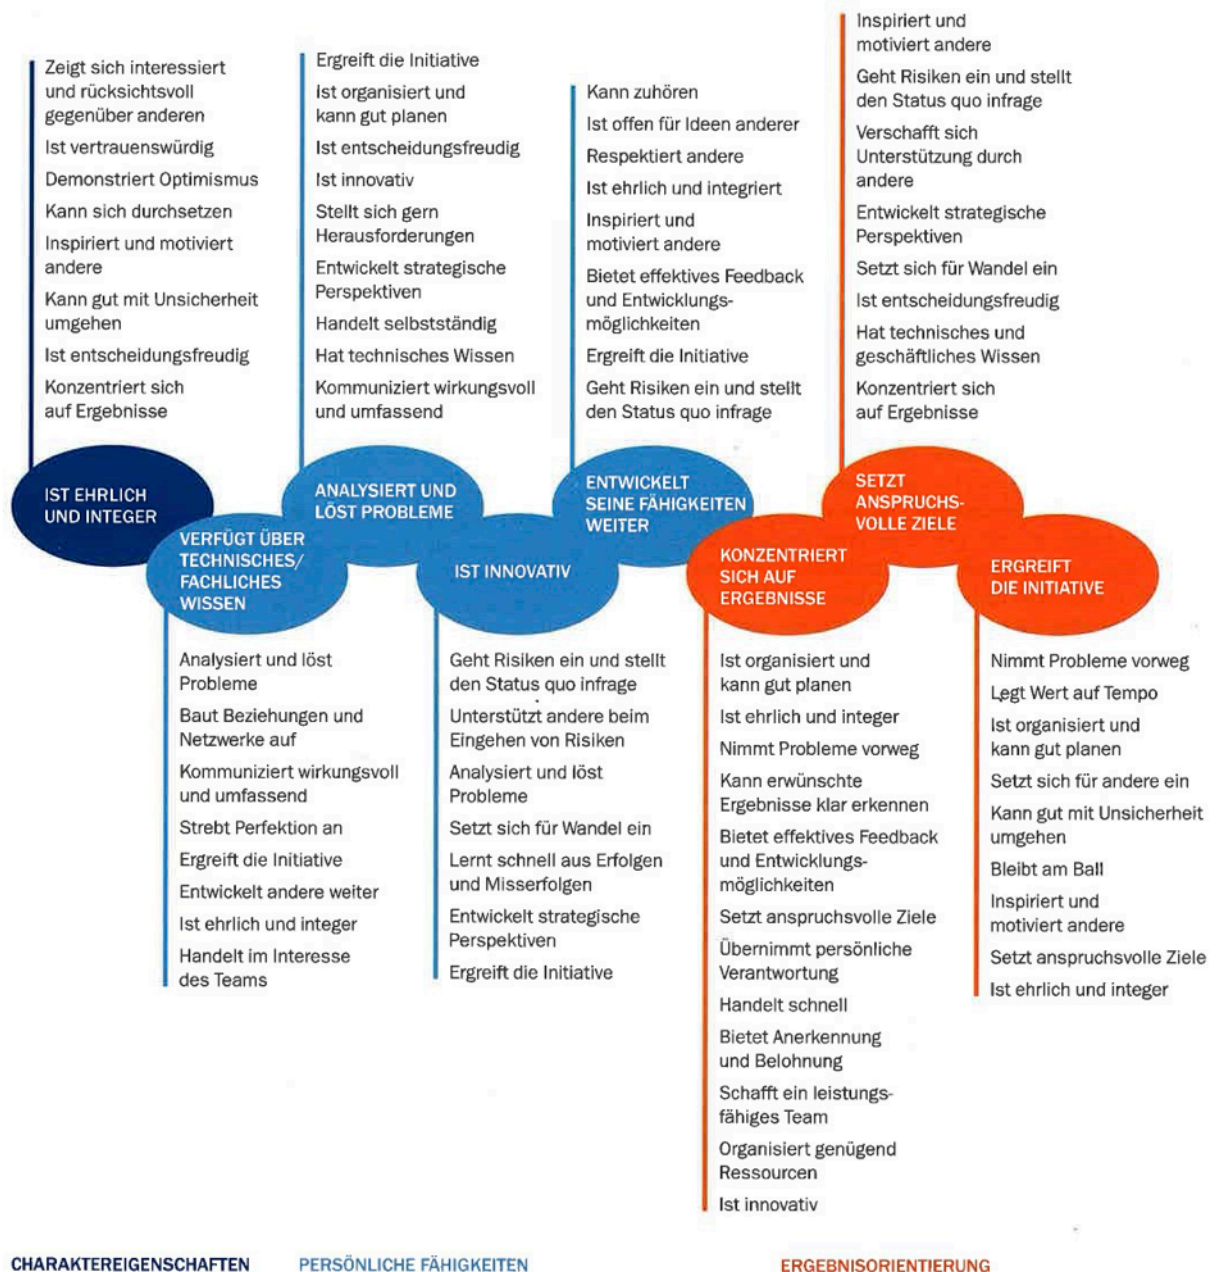 Zeigt sich interessiert
und rücksichtsvoll
gegenüber anderen
Ist vertrauenswürdig
Demonstriert Optimismus
Kann sich durchsetzen
Inspiriert und motiviert
andere
Kann gut mit Unsicherheit
umgehen
Ist entscheidungsfreudig
Konzentriert sich
auf Ergebnisse
IST EHRLICH
UND INTEGER
VERFÜGT ÜBER
TECHNISCHES/
FACHLICHES
WISSEN
Analysiert und löst
Probleme
Baut Beziehungen und
Netzwerke auf
Kommuniziert wirkungsvoll
und umfassend
Strebt Perfektion an
Ergreift die Initiative
Entwickelt andere weiter
Ist ehrlich und integer
Handelt im Interesse
des Teams
Ergreift die Initiative
Ist organisiert und
kann gut planen
Ist entscheidungsfreudig
Ist innovativ
Stellt sich gern
Herausforderungen
Entwickelt strategische
Perspektiven
Handelt selbstständig
Hat technisches Wissen
Kommuniziert wirkungsvoll
und umfassend
ANALYSIERT UND
LÖST PROBLEME
IST INNOVATIV
Geht Risiken ein und stellt
den Status quo infrage
Unterstützt andere beim
Eingehen von Risiken
Analysiert und löst
Probleme
Setzt sich für Wandel ein
Lernt schnell aus Erfolgen
und Misserfolgen
Entwickelt strategische
Perspektiven
Ergreift die Initiative
Kann zuhören
Ist offen für Ideen anderer
Respektiert andere
Ist ehrlich und integriert
Inspiriert und
motiviert andere
Bietet effektives Feedback
und Entwicklungs-
möglichkeiten
Ergreift die Initiative
Geht Risiken ein und stellt
den Status quo infrage
ENTWICKELT
SEINE FÄHIGKEITEN
WEITER
KONZENTRIERT
SICH AUF
ERGEBNISSE
Ist organisiert und
kann gut planen
Ist ehrlich und integer
Nimmt Probleme vorweg
Kann erwünschte
Ergebnisse klar erkennen
Bietet effektives Feedback
und Entwicklungs-
möglichkeiten
Setzt anspruchsvolle Ziele
Übernimmt persönliche
Verantwortung
Handelt schnell
Bietet Anerkennung
und Belohnung
Schafft ein leistungs-
fähiges Team
Organisiert genügend
Ressourcen
Ist innovativ
Inspiriert und
motiviert andere
Geht Risiken ein und stellt
den Status quo infrage
Verschafft sich
Unterstützung durch
andere
Entwickelt strategische
Perspektiven
Setzt sich für Wandel ein
Ist entscheidungsfreudig
Hat technisches und
geschäftliches Wissen
Konzentriert sich
auf Ergebnisse
SETZT
ANSPRUCHS-
VOLLE ZIELE
ERGREIFT
DIE INITIATIVE
Nimmt Probleme vorweg
Legt Wert auf Tempo
Ist organisiert und
kann gut planen
Setzt sich für andere ein
Kann gut mit Unsicherheit
umgehen
Bleibt am Ball
Inspiriert und
motiviert andere
Setzt anspruchsvolle Ziele
Ist ehrlich und integer
CHARAKTEREIGENSCHAFTEN
PERSÖNLICHE FÄHIGKEITEN
ERGEBNISORIENTIERUNG